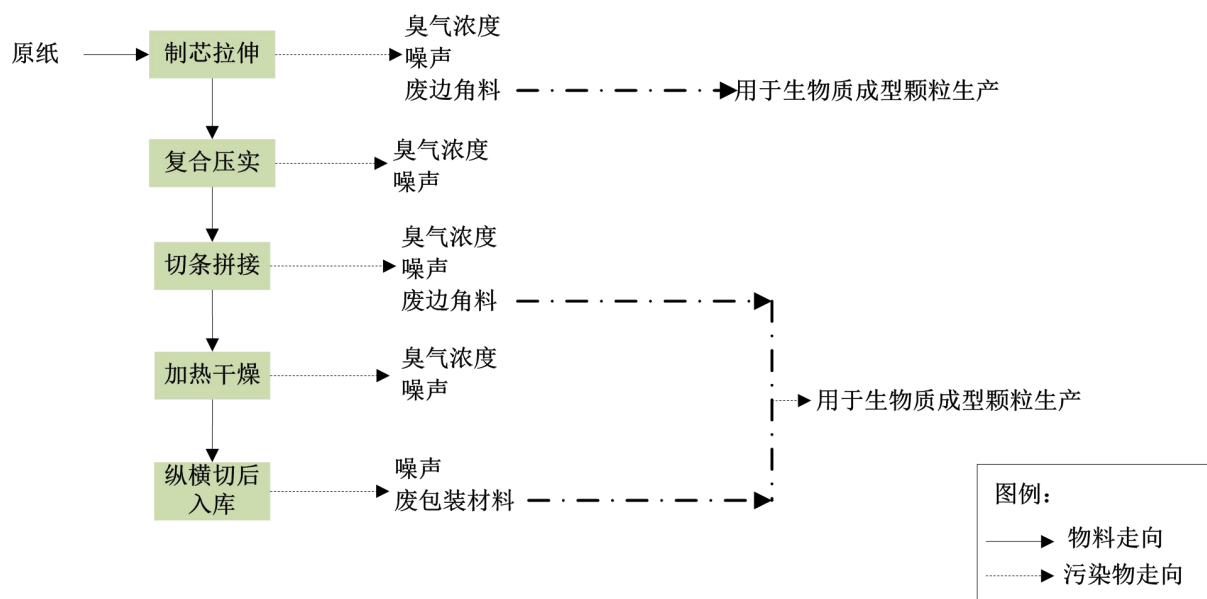 原纸
制芯拉伸
臭气浓度
噪声
废边角料
用于生物质成型颗粒生产
复合压实
臭气浓度
噪声
切条拼接
臭气浓度
噪声
废边角料
加热干燥
臭气浓度
噪声
用于生物质成型颗粒生产
纵横切后
入库
噪声
废包装材料
图例：
物料走向
污染物走向